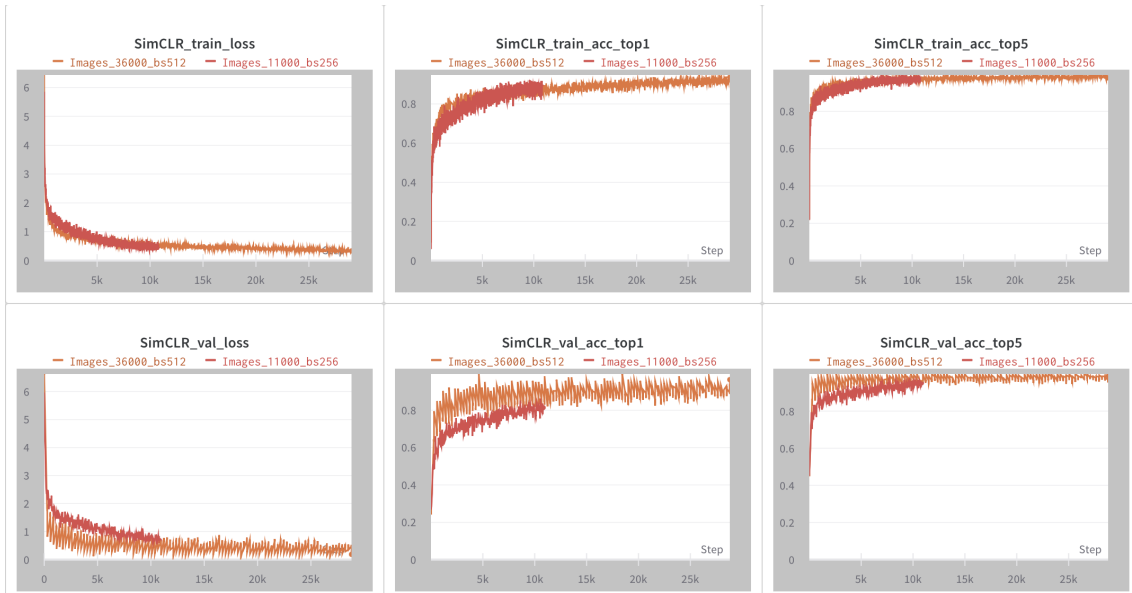 SimCLR_train_loss
Images_36000_bs512 Images_11000_bs256
6
5
4
3
2
1
0
5k 10k 15k 20k 25k
SimCLR_train_acc_top1
Images_36000_bs512 Images_11000_bs256
0.8
0.6
0.4
0.2
0
Step
5k 10k 15k 20k 25k
SimCLR_train_acc_top5
Images_36000_bs512 Images_11000_bs256
0.8
0.6
0.4
0.2
0
Step
5k 10k 15k 20k 25k
SimCLR_val_loss
Images_36000_bs512 Images_11000_bs256
6
5
4
3
2
1
0
0 5k 10k 15k 20k 25k
SimCLR_val_acc_top1
Images_36000_bs512 Images_11000_bs256
0.8
0.6
0.4
0.2
0
Step
5k 10k 15k 20k 25k
SimCLR_val_acc_top5
Images_36000_bs512 Images_11000_bs256
0.8
0.6
0.4
0.2
0
Step
5k 10k 15k 20k 25k